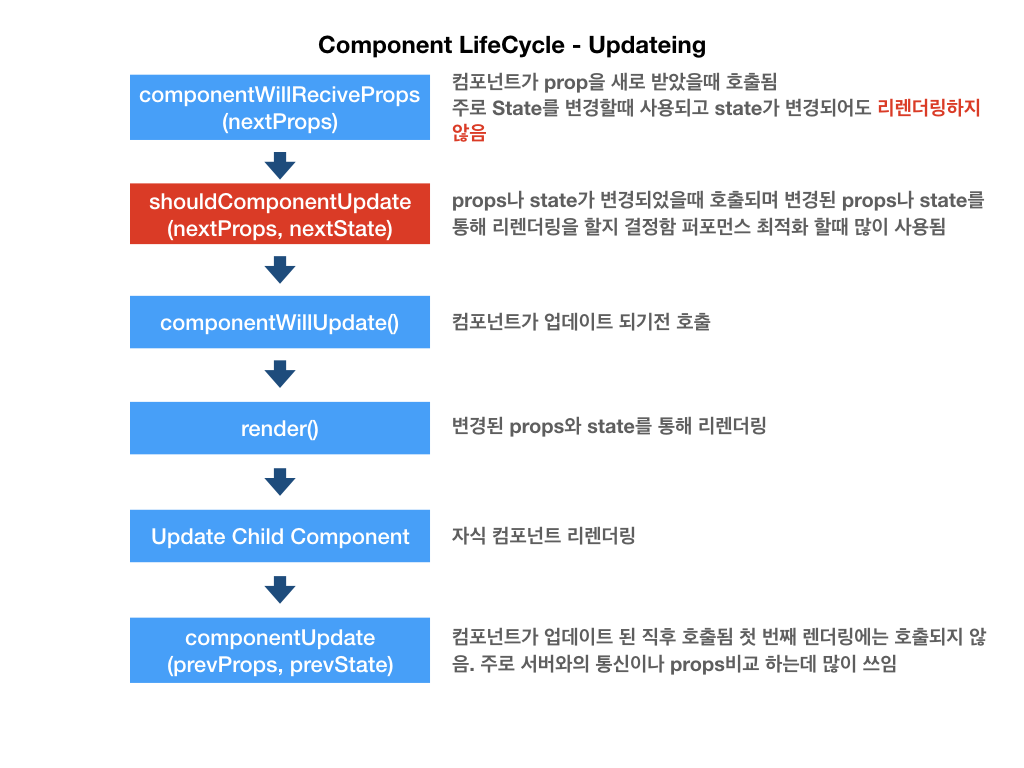 Component LifeCycle - Updateing
componentWillReciveProps
(nextProps)
컴포넌트가 prop을 새로 받았을때 호출됨
주로 State를 변경할때 사용되고 state가 변경되어도 리렌더링하지
않음
shouldComponentUpdate
(nextProps, nextState)
props나 state가 변경되었을때 호출되며 변경된 props나 state를
통해 리렌더링을 할지 결정함 퍼포먼스 최적화 할때 많이 사용됨
componentWillUpdate()
컴포넌트가 업데이트 되기전 호출
render()
변경된 props와 state를 통해 리렌더링
Update Child Component
자식 컴포넌트 리렌더링
componentUpdate
(prevProps, prevState)
컴포넌트가 업데이트 된 직후 호출됨 첫 번째 렌더링에는 호출되지 않
음. 주로 서버와의 통신이나 props비교 하는데 많이 쓰임